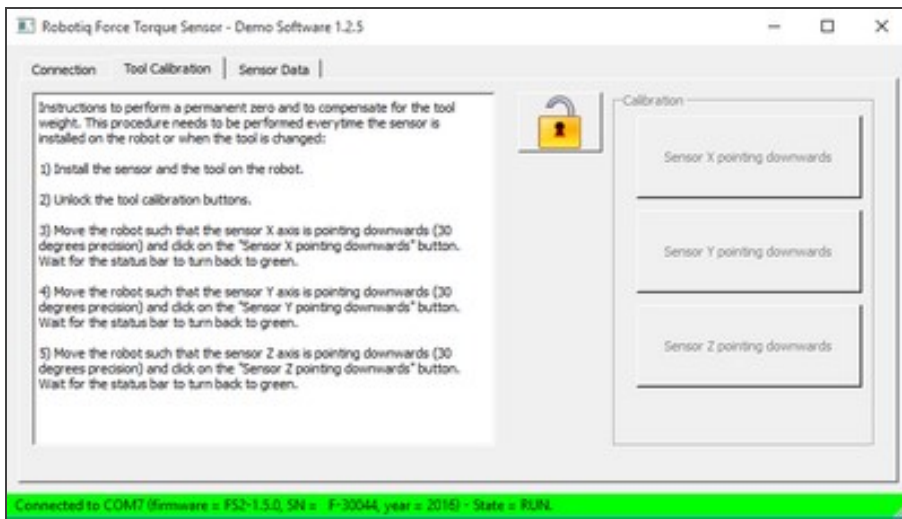 Robotiq Force Torque Sensor - Demo Software 1.2.5
Connection Tool Calibration Sensor Data
Instructions to perform a permanent zero and to compensate for the tool
weight. This procedure needs to be performed everytime the sensor is
installed on the robot or when the tool is changed:
1) Install the sensor and the tool on the robot.
2) Unlock the tool calibration buttons.
3) Move the robot such that the sensor X axis is pointing downwards (30
degrees precision) and click on the "Sensor X pointing downwards" button.
Wait for the status bar to turn back to green.
4) Move the robot such that the sensor Y axis is pointing downwards (30
degrees precision) and click on the "Sensor Y pointing downwards" button.
Wait for the status bar to turn back to green.
5) Move the robot such that the sensor Z axis is pointing downwards (30
degrees precision) and click on the "Sensor Z pointing downwards" button.
Wait for the status bar to turn back to green.
Calibration
Sensor X pointing downwards
Sensor Y pointing downwards
Sensor Z pointing downwards
Connected to COM7 (firmware = FS2-1.5.0, SN = F-30044, year = 2016) - State = RUN.